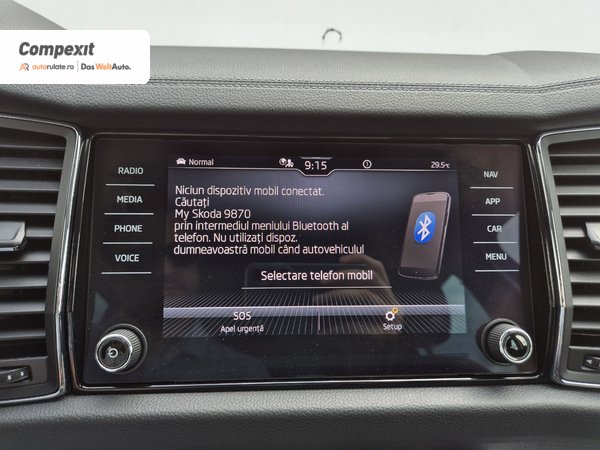 Compexit
autorulate.ro | Das WeltAuto.
Normal
9:15
29.5°C
RADIO
MEDIA
PHONE
VOICE
Niciun dispozitiv mobil conectat.
Căutați
My Skoda 9870
prin intermediul meniului Bluetooth al
telefon. Nu utilizați dispoz.
dumneavoastră mobil când autovehiculul
Selectare telefon mobil
SOS
Apel urgență
Setup
NAV
APP
CAR
MENU